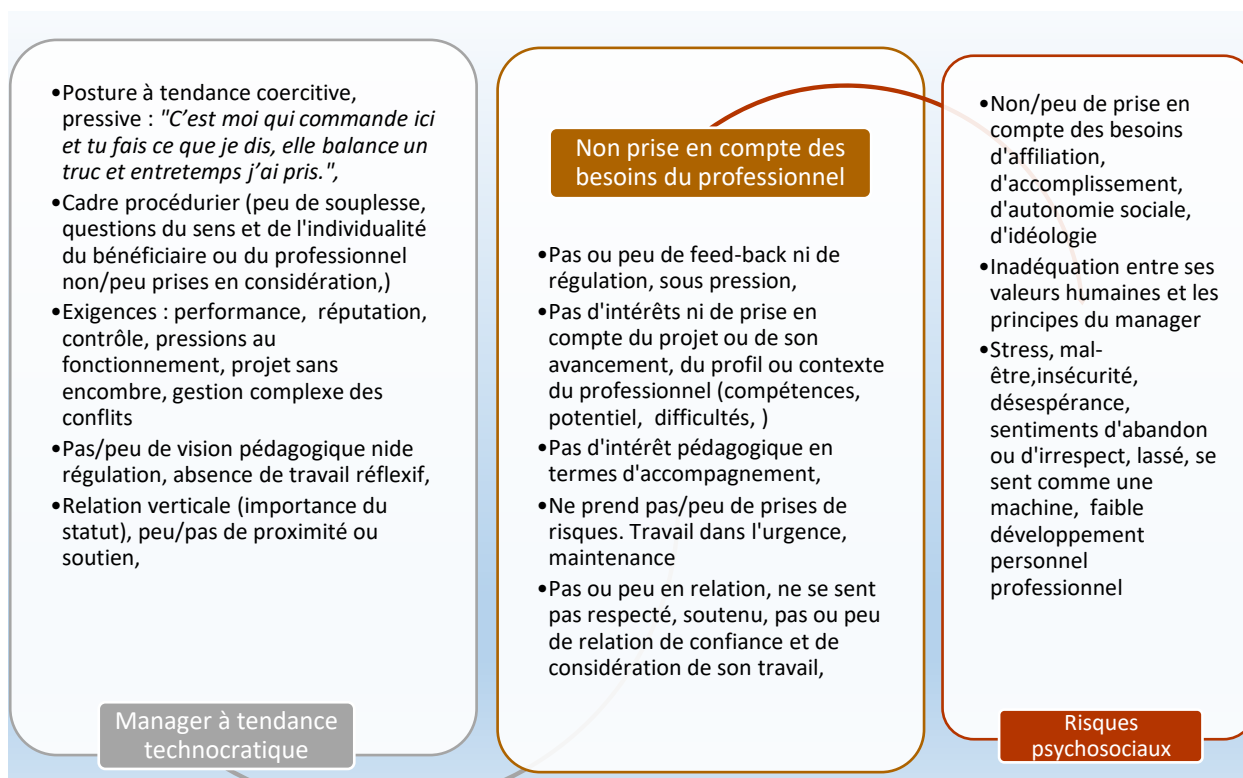 •Posture à tendance coercitive,
pressive : "C'est moi qui commande ici
et tu fais ce que je dis, elle balance un
truc et entretemps j'ai pris.",
•Cadre procédurier (peu de souplesse,
questions du sens et de l'individualité
du bénéficiaire ou du professionnel
non/peu prises en considération,)
•Exigences : performance, réputation,
contrôle, pressions au
fonctionnement, projet sans
encombre, gestion complexe des
conflits
•Pas/peu de vision pédagogique nide
régulation, absence de travail réflexif,
•Relation verticale (importance du
statut), peu/pas de proximité ou
soutien,
Manager à tendance
technocratique
Non prise en compte des
besoins du professionnel
•Pas ou peu de feed-back ni de
régulation, sous pression,
•Pas d'intérêts ni de prise en
compte du projet ou de son
avancement, du profil ou contexte
du professionnel (compétences,
potentiel, difficultés, )
•Pas d'intérêt pédagogique en
termes d'accompagnement,
•Ne prend pas/peu de prises de
risques. Travail dans l'urgence,
maintenance
•Pas ou peu en relation, ne se sent
pas respecté, soutenu, pas ou peu
de relation de confiance et de
considération de son travail,
•Non/peu de prise en
compte des besoins
d'affiliation,
d'accomplissement,
d'autonomie sociale,
d'idéologie
•Inadéquation entre ses
valeurs humaines et les
principes du manager
•Stress, mal-
être,insécurité,
désespérance,
sentiments d'abandon
ou d'irrespect, lassé, se
sent comme une
machine, faible
développement
personnel
professionnel
Risques
psychosociaux